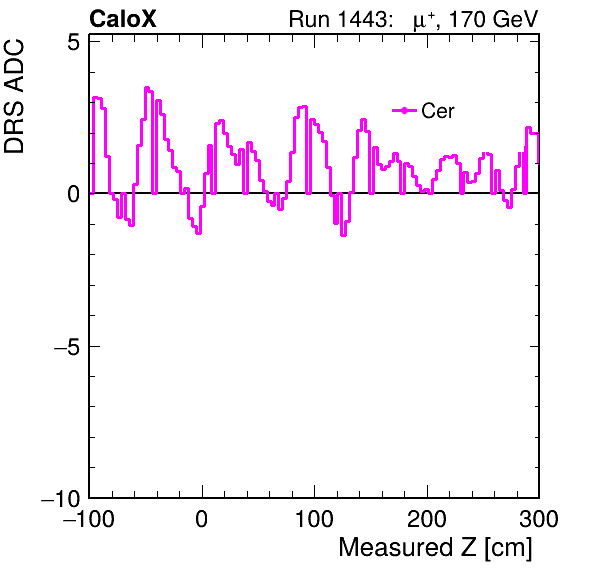 CaloX Run 1443: μ⁺, 170 GeV
DRS ADC
5
0
−5
−10
Cer
−100 0 100 200 300
Measured Z [cm]